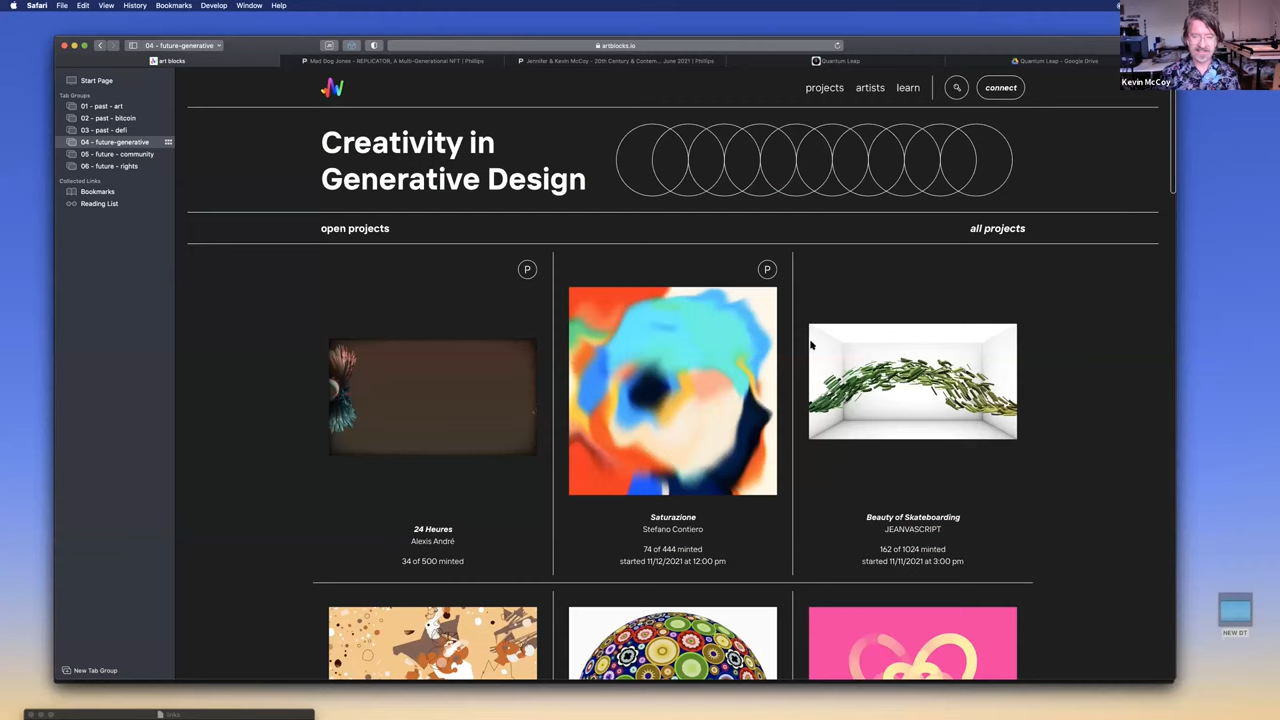 Safari File Edit View History Bookmarks Develop Window Help
04 - future-generative
artblocks.io
art blocks
Mad Dog Jones - REPLICATOR, A Multi-Generational NFT | Phillips
Jennifer & Kevin McCoy - 20th Century & Contem... June 2021 | Phillips
Quantum Leap
Quantum Leap - Google Drive
Kevin McCoy
Start Page
Tab Groups
01 - past - art
02 - past - bitcoin
03 - past - defi
04 - future-generative
05 - future - community
06 - future - rights
Collected Links
Bookmarks
Reading List
New Tab Group
projects artists learn
connect
Creativity in
Generative Design
open projects
all projects
P
24 Heures
Alexis André
34 of 500 minted
P
Saturazione
Stefano Contiero
74 of 444 minted
started 11/12/2021 at 12:00 pm
Beauty of Skateboarding
JEANVASCRIPT
162 of 1024 minted
started 11/11/2021 at 3:00 pm
NEW DT
links